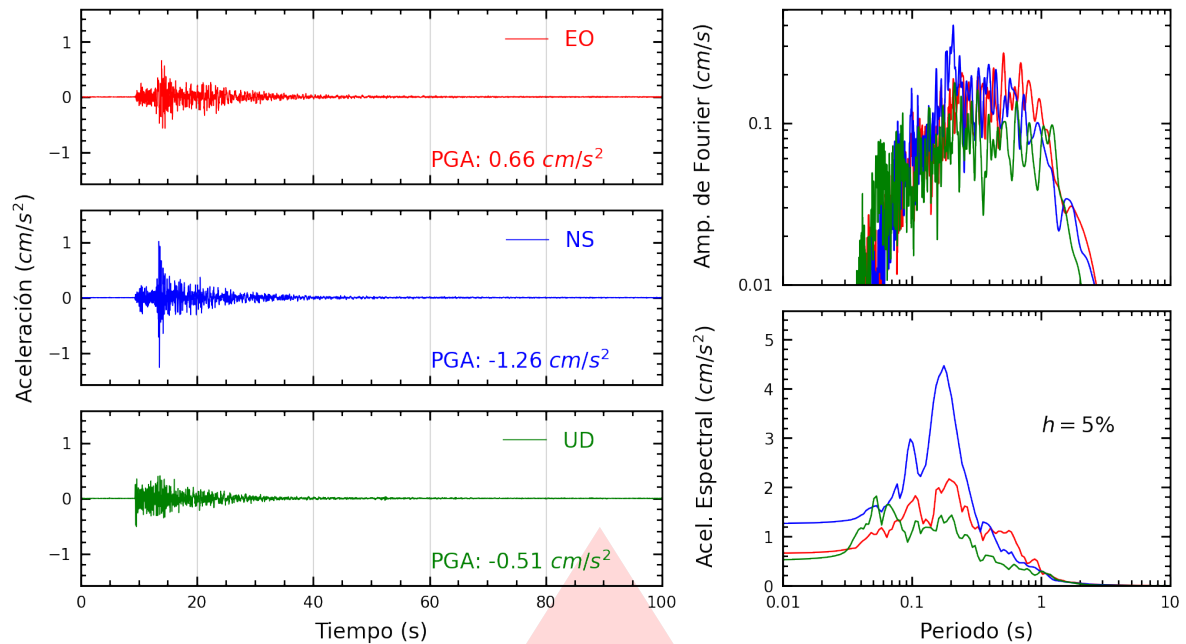 Aceleración (cm/s²)
1
0
−1
EO
PGA: 0.66 cm/s²
1
0
−1
NS
PGA: -1.26 cm/s²
1
0
−1
UD
PGA: -0.51 cm/s²
0 20 40 60 80 100
Tiempo (s)
Amp. de Fourier (cm/s)
0.1
0.01
Acel. Espectral (cm/s²)
5
4
3
2
1
0
h = 5%
0.01 0.1 1 10
Periodo (s)